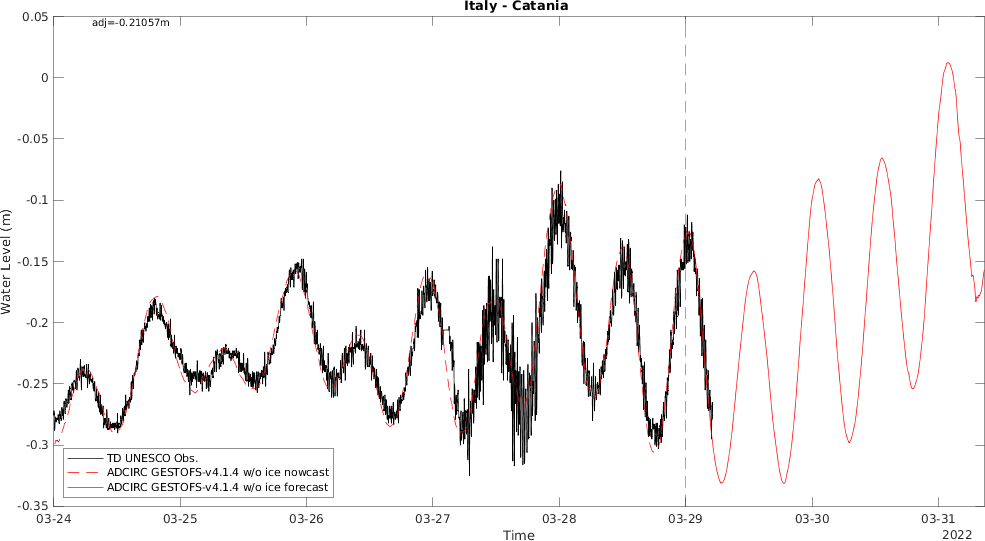 Italy - Catania
adj=-0.21057m
0.05
0
-0.05
-0.1
-0.15
-0.2
-0.25
-0.3
-0.35
Water Level (m)
TD UNESCO Obs.
ADCIRC GESTOFS-v4.1.4 w/o ice nowcast
ADCIRC GESTOFS-v4.1.4 w/o ice forecast
03-24 03-25 03-26 03-27 03-28 03-29 03-30 03-31
Time
2022